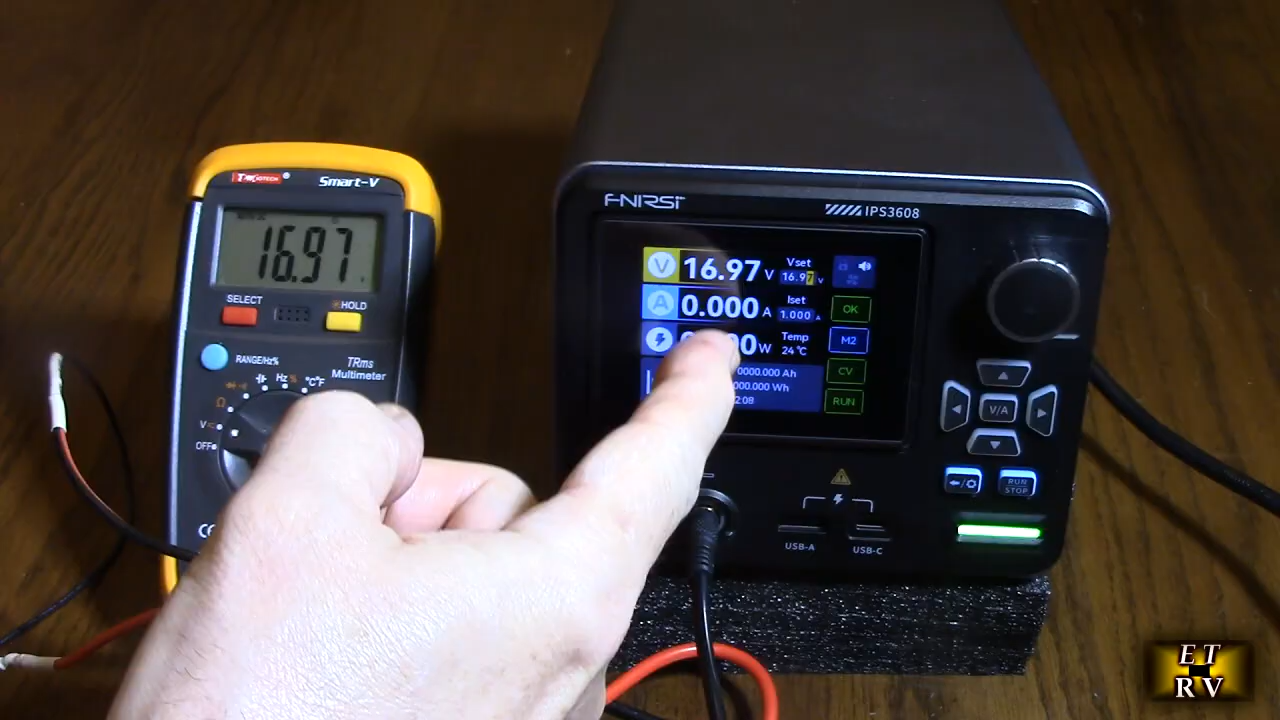 Smart-V
16.97
SELECT
HOLD
RANGE/Hz%
TRms
Multimeter
Hz %
°C°F
Ω
V
OFF
FNIRSI
IPS3608
V 16.97 V
Vset
16.97 V
A 0.000 A
Iset
1.000 A
OK
W
Temp
24 °C
M2
0000.000 Ah
000.000 Wh
CV
RUN
V/A
RUN
STOP
USB-A
USB-C
ET
RV